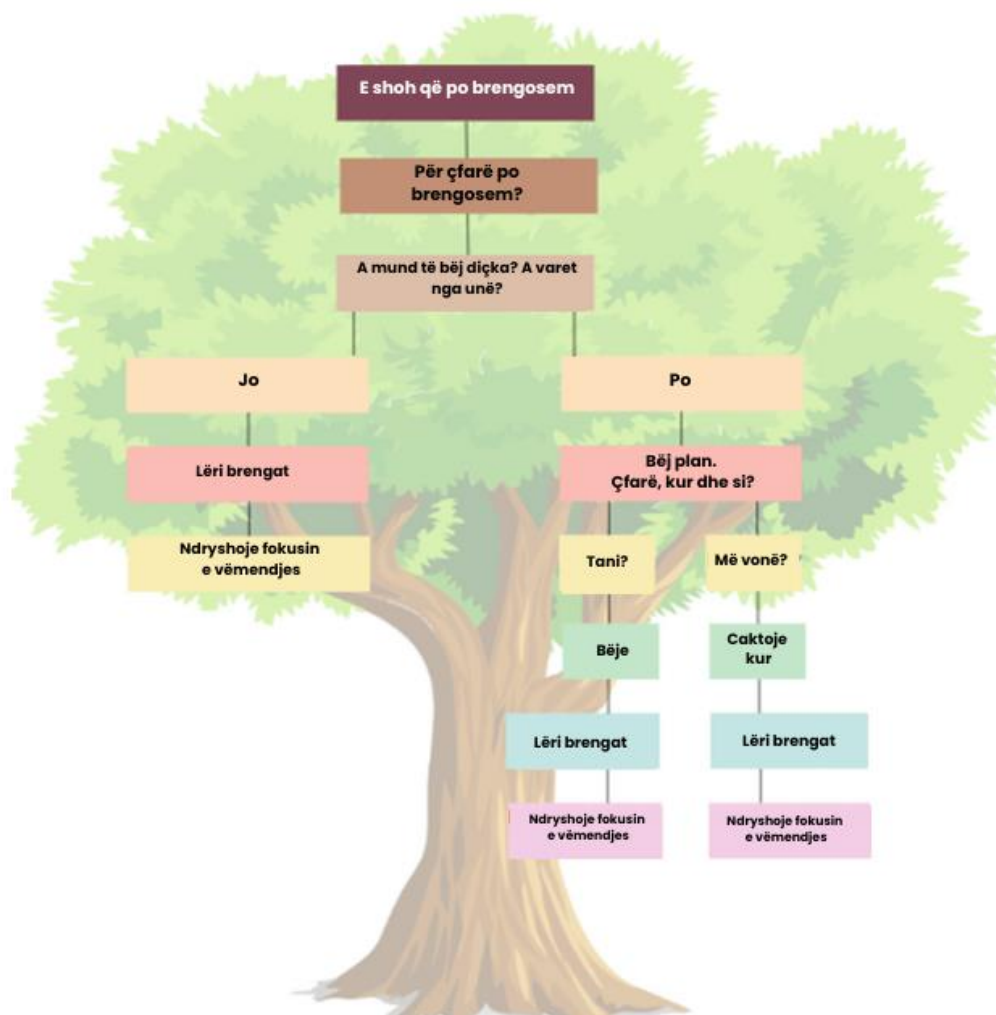 E shoh që po brengosem
Për çfarë po
brengosem?
A mund të bëj diçka? A varet
nga unë?
Jo
Po
Lëri brengat
Bëj plan.
Çfarë, kur dhe si?
Ndryshoje fokusin
e vëmendjes
Tani?
Më vonë?
Bëje
Caktoje
kur
Lëri brengat
Lëri brengat
Ndryshoje fokusin
e vëmendjes
Ndryshoje fokusin
e vëmendjes